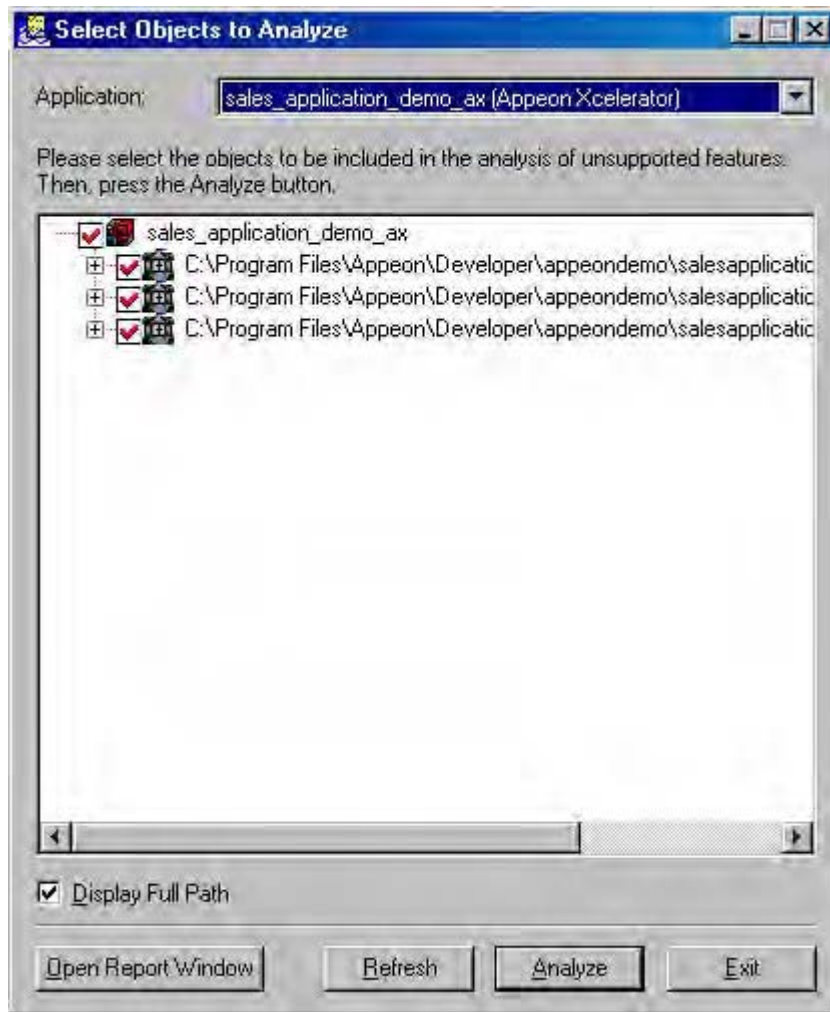 Select Objects to Analyze
Application: sales_application_demo_ax (Appeon Xcelerator)
Please select the objects to be included in the analysis of unsupported features.
Then, press the Analyze button.
sales_application_demo_ax
C:\Program Files\Appeon\Developer\appeondemo\salesapplicatic
C:\Program Files\Appeon\Developer\appeondemo\salesapplicatic
C:\Program Files\Appeon\Developer\appeondemo\salesapplicatic
Display Full Path
Open Report Window Refresh Analyze Exit